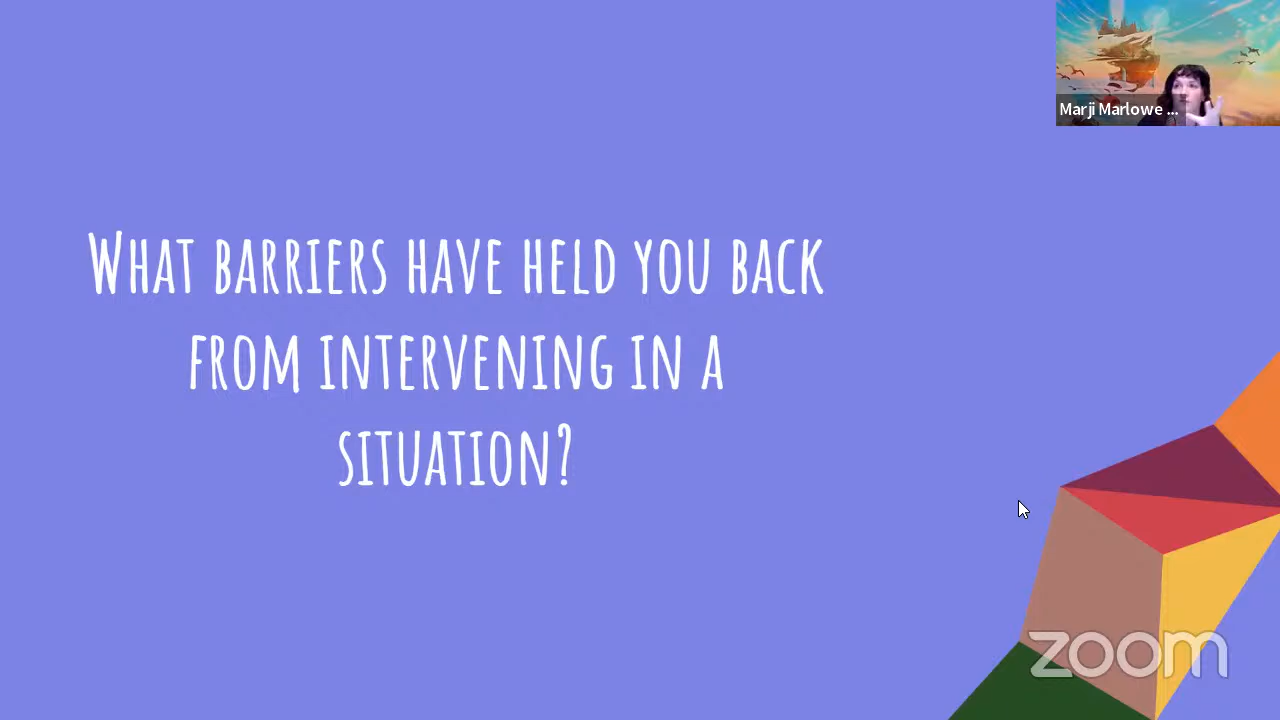 Marji Marlowe ...
What barriers have held you back
from intervening in a
situation?
zoom